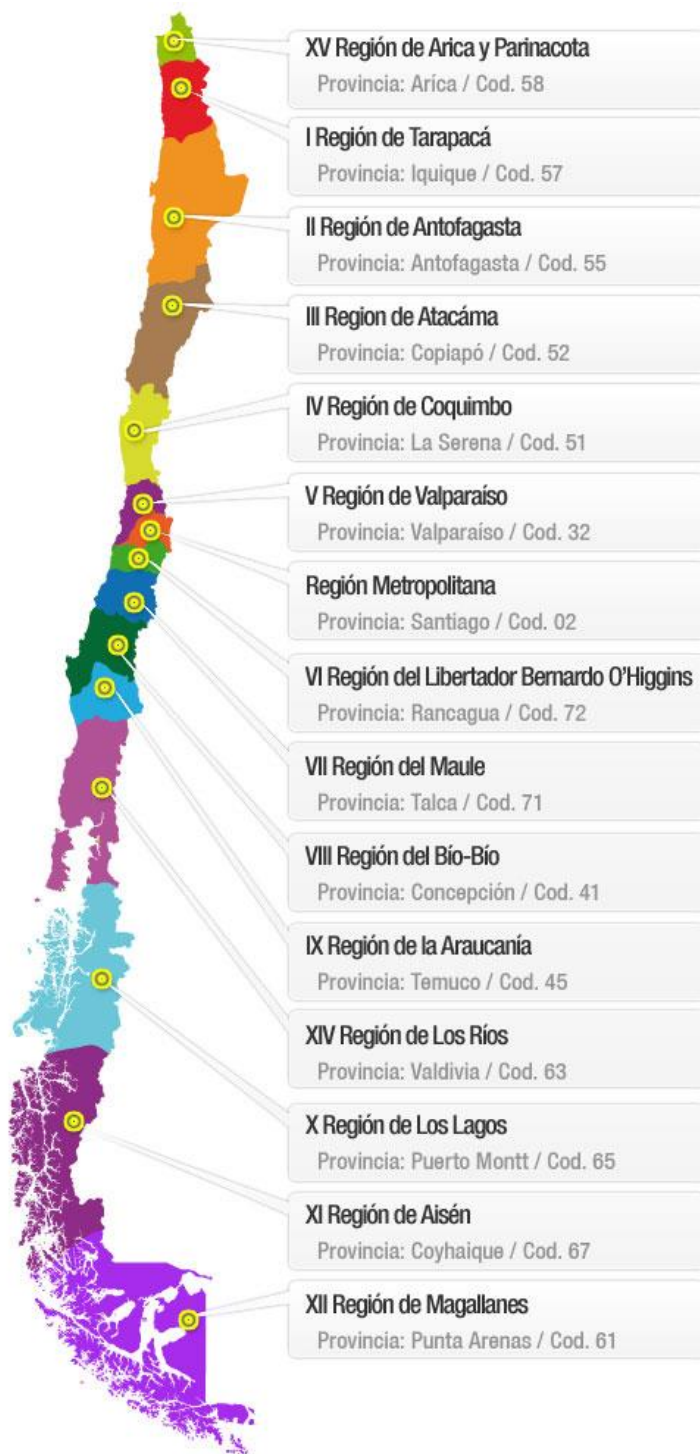 XV Región de Arica y Parinacota
Provincia: Arica / Cod. 58
I Región de Tarapacá
Provincia: Iquique / Cod. 57
II Región de Antofagasta
Provincia: Antofagasta / Cod. 55
III Region de Atacáma
Provincia: Copiapó / Cod. 52
IV Región de Coquimbo
Provincia: La Serena / Cod. 51
V Región de Valparaíso
Provincia: Valparaíso / Cod. 32
Región Metropolitana
Provincia: Santiago / Cod. 02
VI Región del Libertador Bernardo O’Higgins
Provincia: Rancagua / Cod. 72
VII Región del Maule
Provincia: Talca / Cod. 71
VIII Región del Bío-Bío
Provincia: Concepción / Cod. 41
IX Región de la Araucanía
Provincia: Temuco / Cod. 45
XIV Región de Los Ríos
Provincia: Valdivia / Cod. 63
X Región de Los Lagos
Provincia: Puerto Montt / Cod. 65
XI Región de Aisén
Provincia: Coyhaique / Cod. 67
XII Región de Magallanes
Provincia: Punta Arenas / Cod. 61